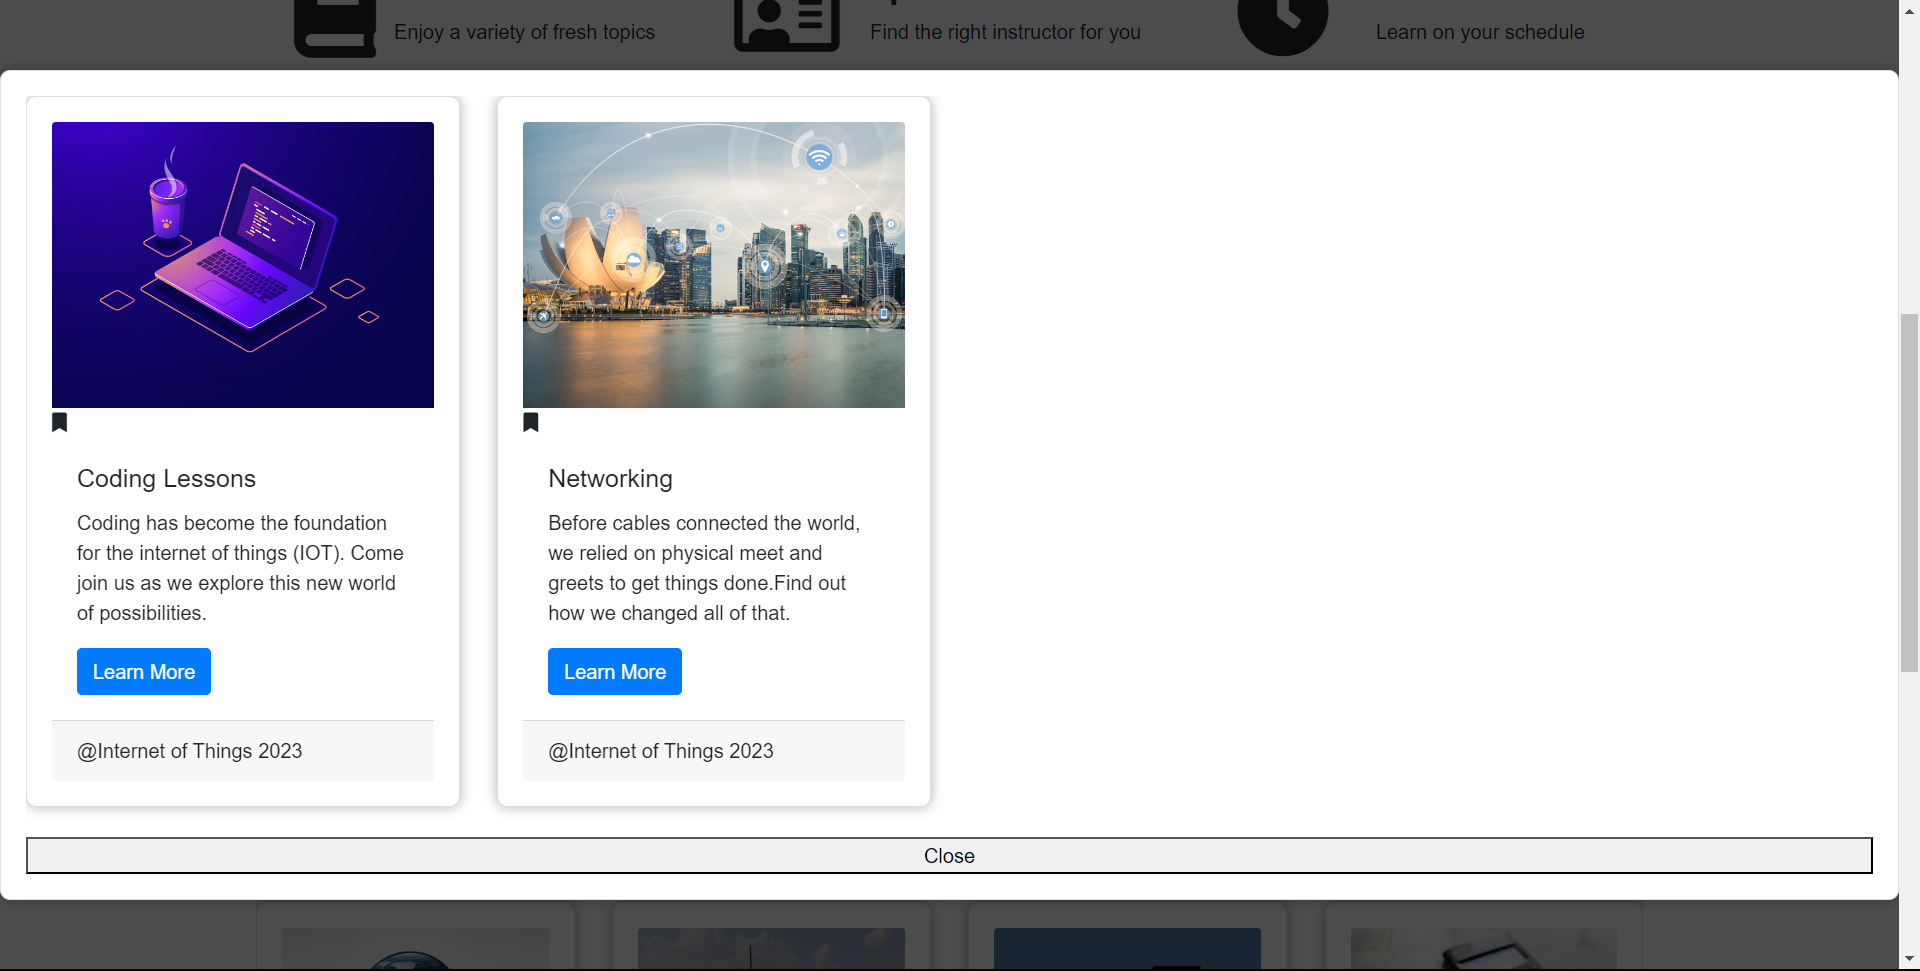 Enjoy a variety of fresh topics
Find the right instructor for you
Learn on your schedule
Coding Lessons
Coding has become the foundation
for the internet of things (IOT). Come
join us as we explore this new world
of possibilities.
Learn More
@Internet of Things 2023
Networking
Before cables connected the world,
we relied on physical meet and
greets to get things done.Find out
how we changed all of that.
Learn More
@Internet of Things 2023
Close